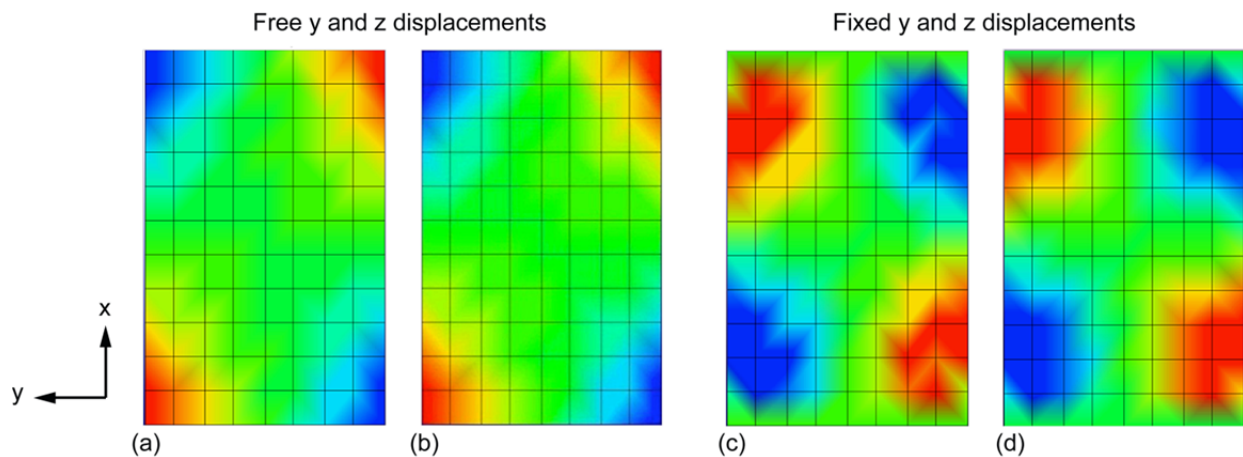 Free y and z displacements
Fixed y and z displacements
x
y
(a)
(b)
(c)
(d)